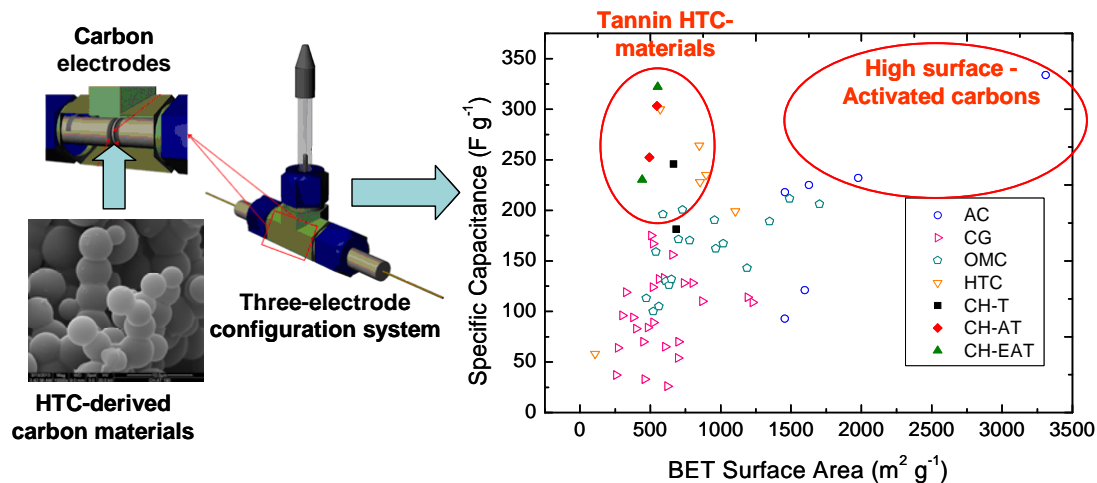 Carbon
electrodes
HTC-derived
carbon materials
Three-electrode
configuration system
Tannin HTC-
materials
High surface -
Activated carbons
Specific Capacitance (F g⁻¹)
350
300
250
200
150
100
50
0
0
500
1000
1500
2000
2500
3000
3500
BET Surface Area (m² g⁻¹)
AC
CG
OMC
HTC
CH-T
CH-AT
CH-EAT